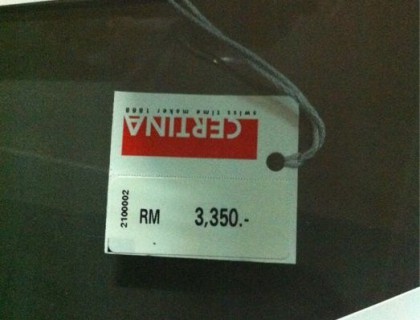 swiss time maker 1888
CERTINA
2100002
RM 3,350.-